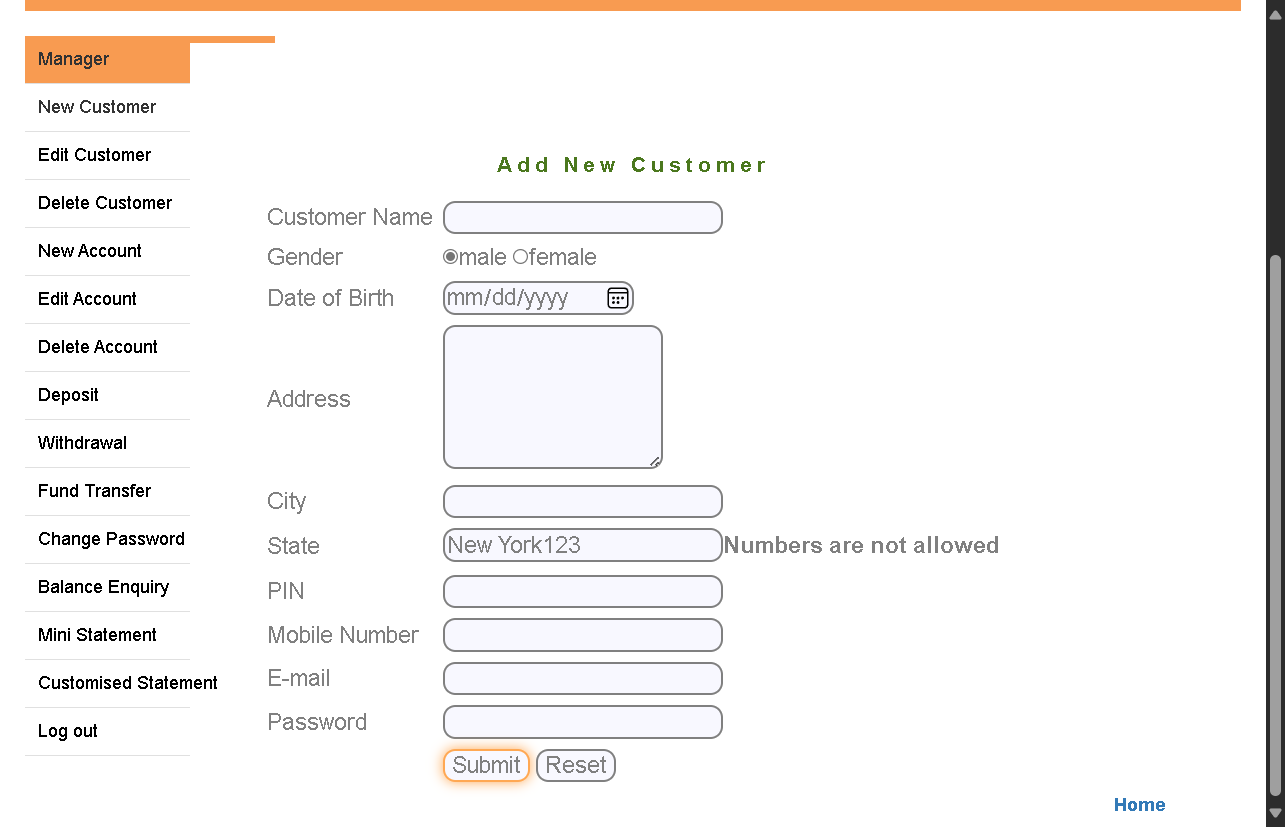 Manager
New Customer
Edit Customer
Delete Customer
New Account
Edit Account
Delete Account
Deposit
Withdrawal
Fund Transfer
Change Password
Balance Enquiry
Mini Statement
Customised Statement
Log out
Add New Customer
Customer Name
Gender male female
Date of Birth mm/dd/yyyy
Address
City
State New York123 Numbers are not allowed
PIN
Mobile Number
E-mail
Password
Submit Reset
Home